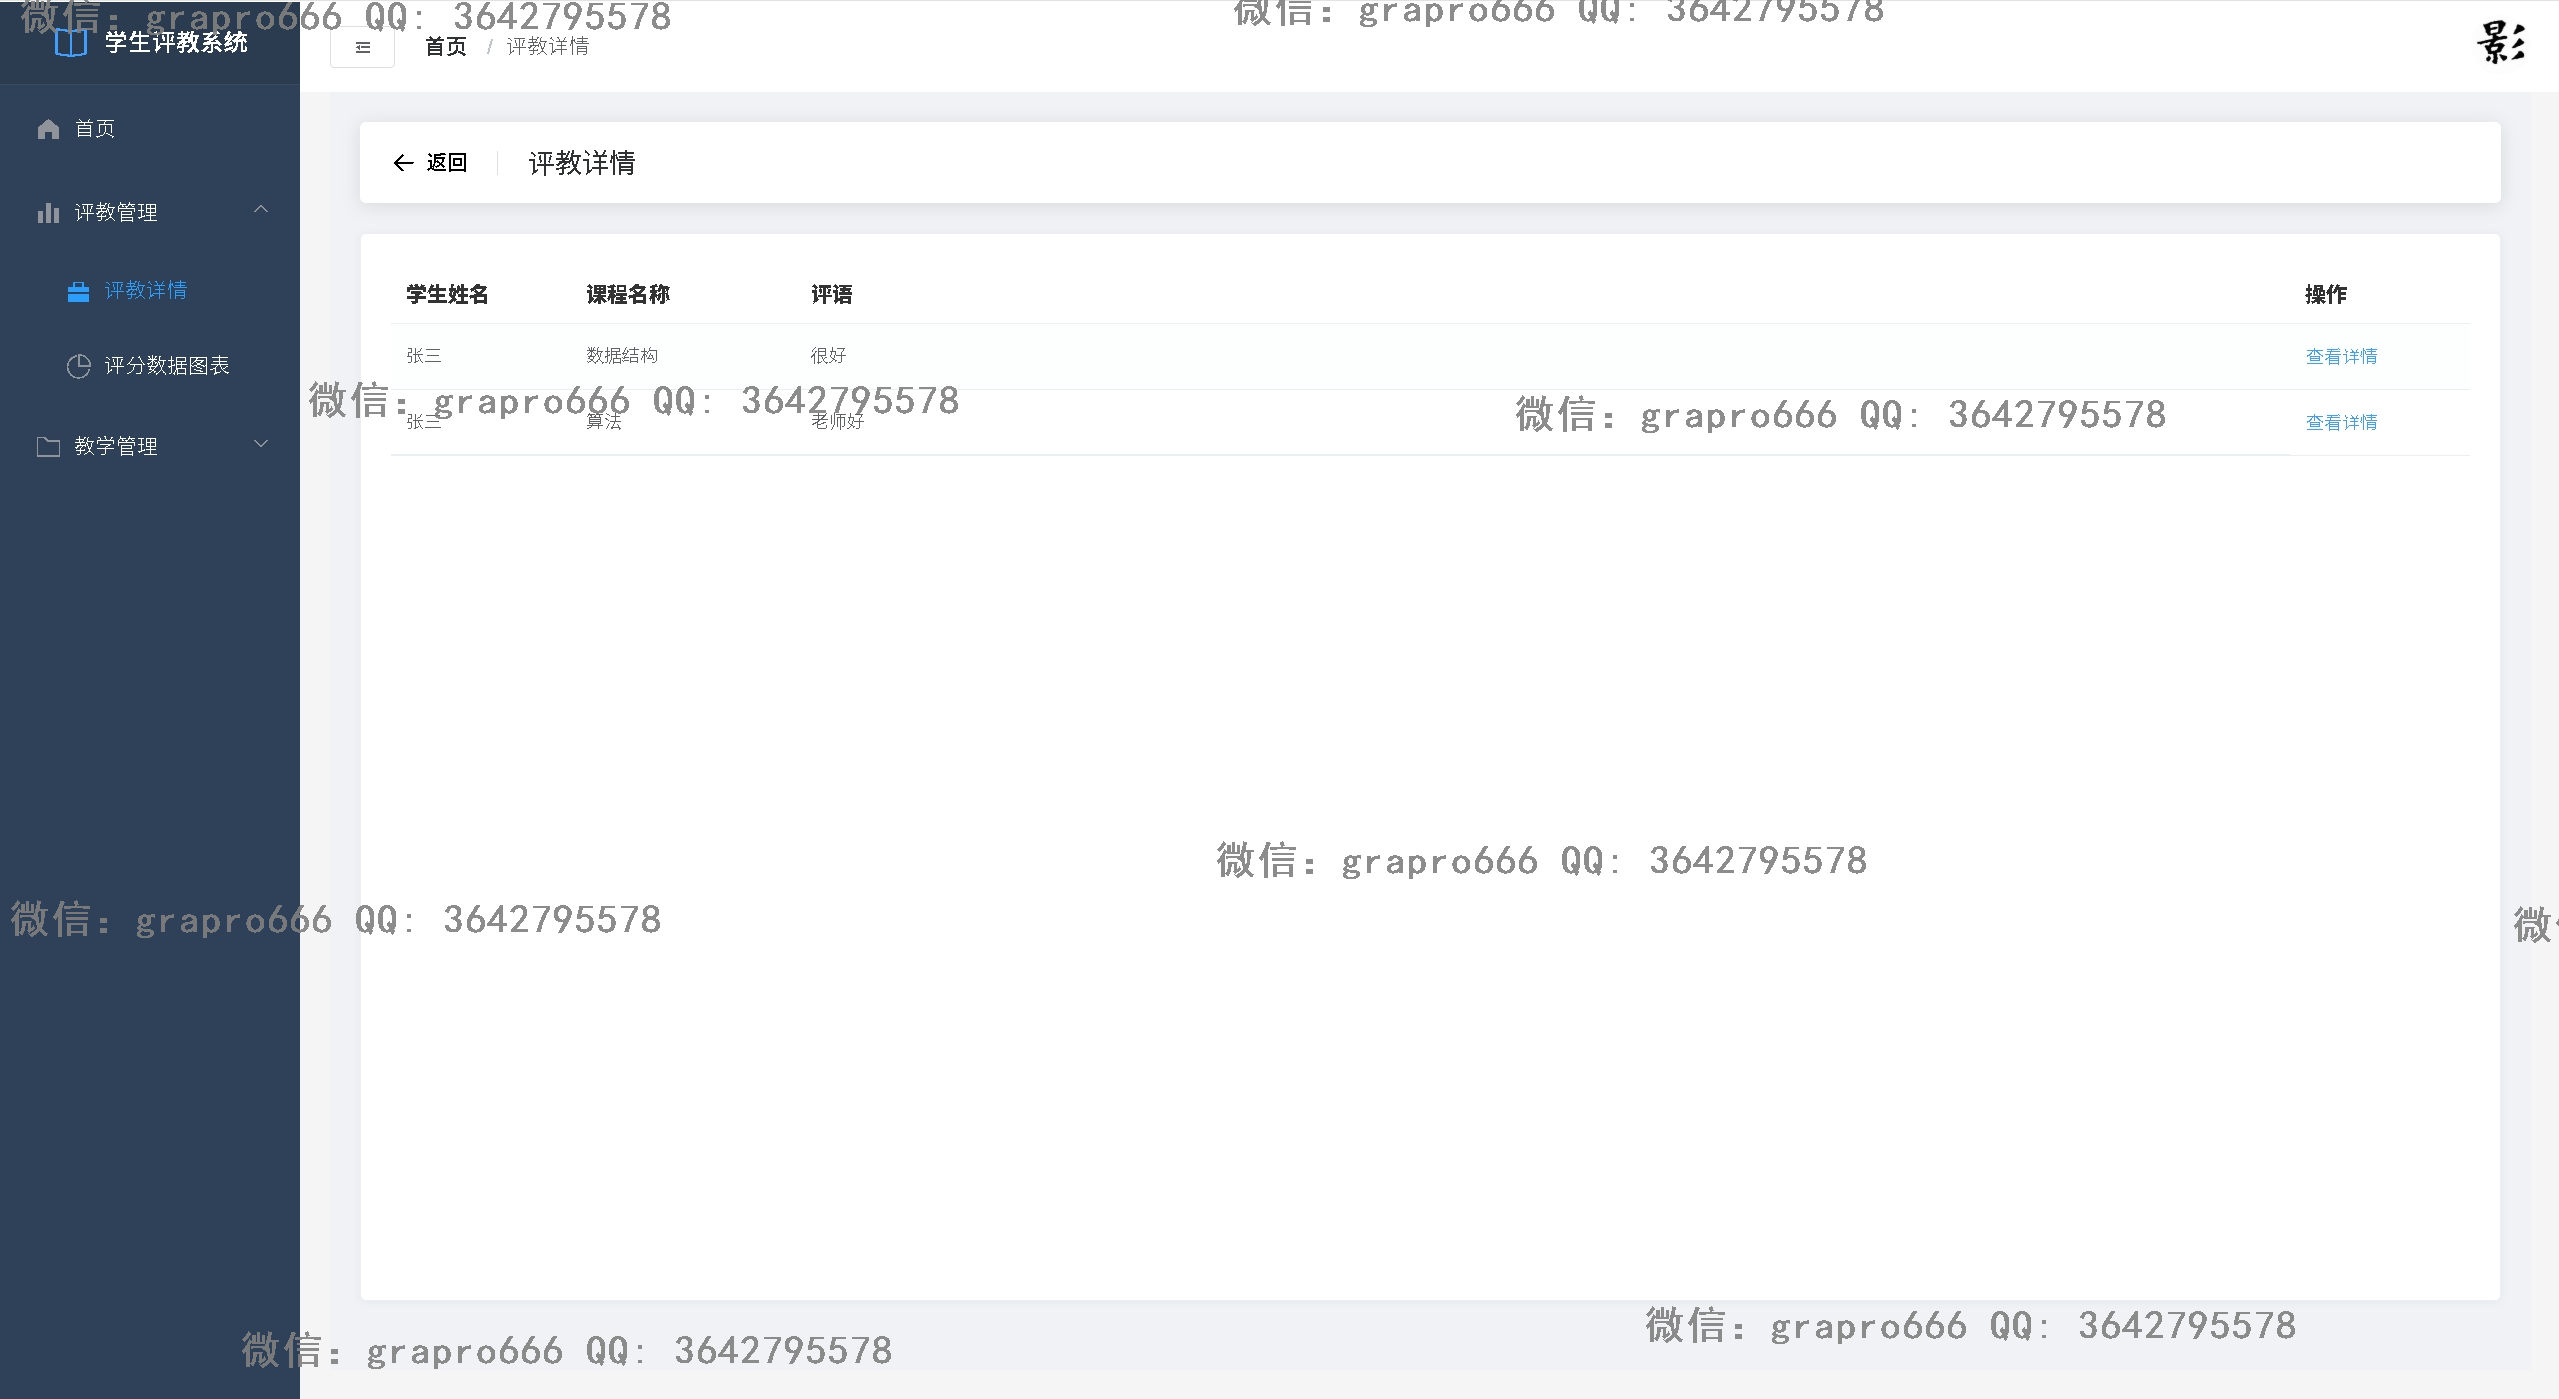 微信: grapro666 QQ: 3642795578
微信: grapro666 QQ: 3642795578
学生评教系统
首页 / 评教详情
影
首页
返回 评教详情
评教管理
评教详情
学生姓名 课程名称 评语 操作
张三 数据结构 很好 查看详情
评分数据图表
微信: grapro666 QQ: 3642795578
微信: grapro666 QQ: 3642795578
张三 算法 老师好 查看详情
教学管理
微信: grapro666 QQ: 3642795578
微信: grapro666 QQ: 3642795578
微
微信: grapro666 QQ: 3642795578
微信: grapro666 QQ: 3642795578